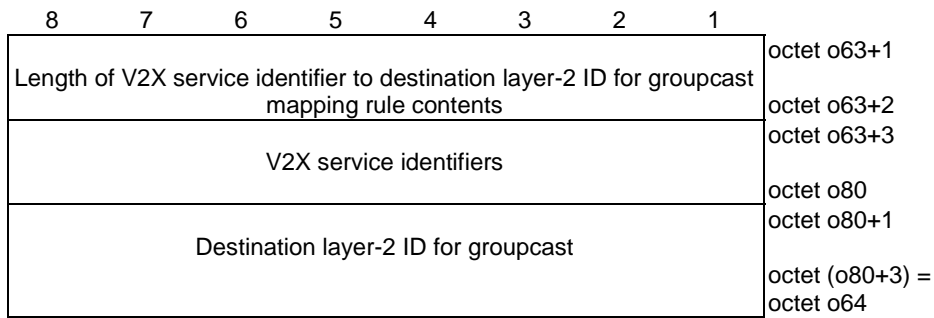 8 7 6 5 4 3 2 1
Length of V2X service identifier to destination layer-2 ID for groupcast
mapping rule contents
octet o63+1
octet o63+2
V2X service identifiers
octet o63+3
octet o80
Destination layer-2 ID for groupcast
octet o80+1
octet (o80+3) =
octet o64